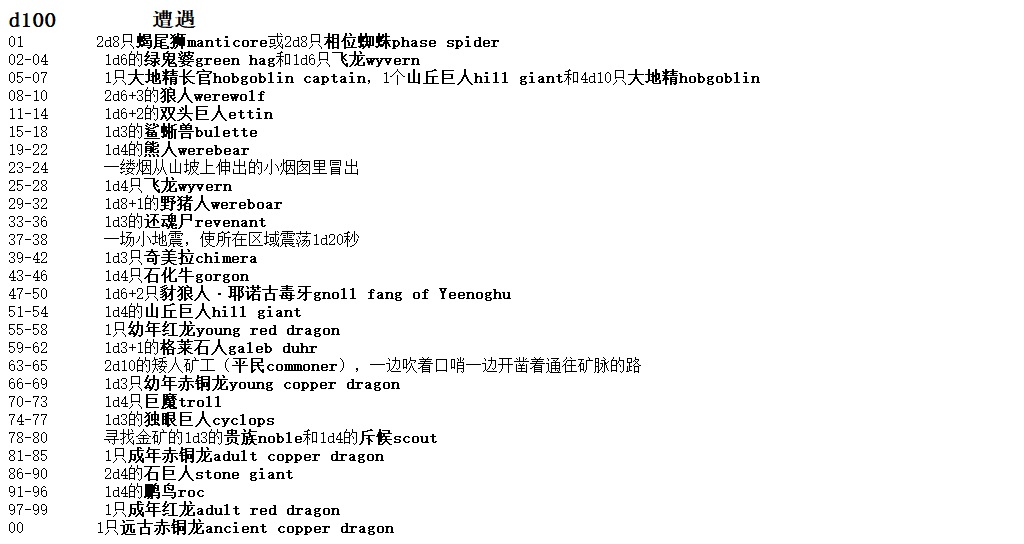 d100 遭遇
01 2d8只蝎尾狮manticore或2d8只相位蜘蛛phase spider
02-04 1d6的绿鬼婆green hag和1d6只飞龙wyvern
05-07 1只大地精长官hobgoblin captain，1个山丘巨人hill giant和4d10只大地精hobgoblin
08-10 2d6+3的狼人werewolf
11-14 1d6+2的双头巨人ettin
15-18 1d3的鲨蜥兽bulette
19-22 1d4的熊人werebear
23-24 一缕烟从山坡上伸出的小烟囱里冒出
25-28 1d4只飞龙wyvern
29-32 1d8+1的野猪人wereboar
33-36 1d3的还魂尸revenant
37-38 一场小地震，使所在区域震荡1d20秒
39-42 1d3只奇美拉chimera
43-46 1d4只石化牛gorgon
47-50 1d6+2只豺狼人·耶诺古毒牙gnoll fang of Yeenoghu
51-54 1d4的山丘巨人hill giant
55-58 1只幼年红龙young red dragon
59-62 1d3+1的格莱石人galeb duhr
63-65 2d10的矮人矿工（平民commoner），一边吹着口哨一边开凿着通往矿脉的路
66-69 1d3只幼年赤铜龙young copper dragon
70-73 1d4只巨魔troll
74-77 1d3的独眼巨人cyclops
78-80 寻找金矿的1d3的贵族noble和1d4的斥候scout
81-85 1只成年赤铜龙adult copper dragon
86-90 2d4的石巨人stone giant
91-96 1d4的鹏鸟roc
97-99 1只成年红龙adult red dragon
00 1只远古赤铜龙ancient copper dragon